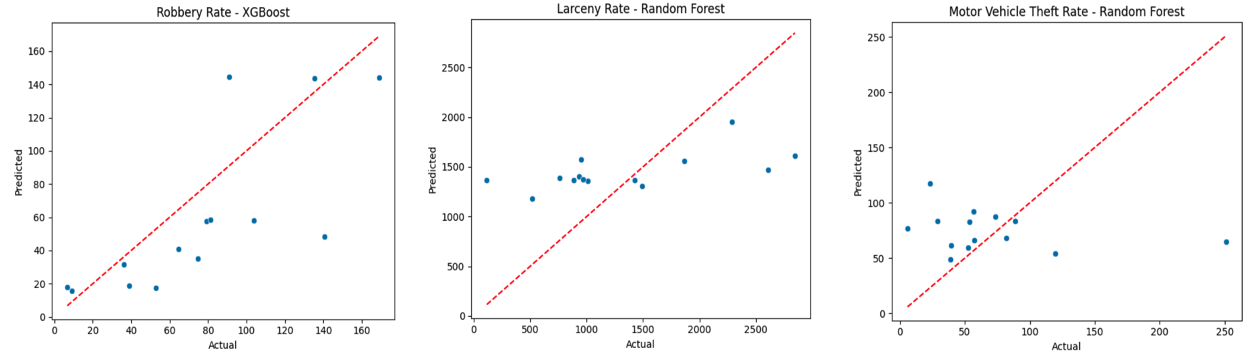 Robbery Rate - XGBoost
160
140
120
100
80
60
40
20
0
Predicted
0 20 40 60 80 100 120 140 160
Actual
Larceny Rate - Random Forest
2500
2000
1500
1000
500
0
Predicted
0 500 1000 1500 2000 2500
Actual
Motor Vehicle Theft Rate - Random Forest
250
200
150
100
50
0
Predicted
0 50 100 150 200 250
Actual